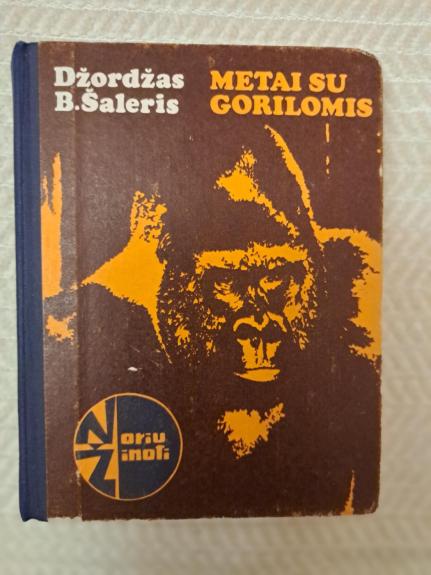 Džordžas
B.Šaleris
METAI SU
GORILOMIS
Noriu
Žinoti